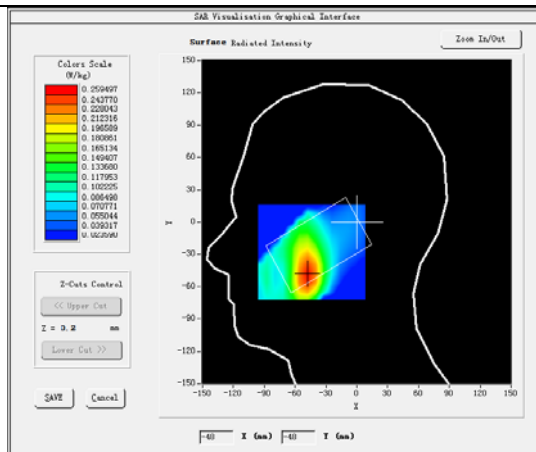 SAR Visualisation Graphical Interface
Surface Radiated Intensity
Zoom In/Out
Colors Scale
(W/kg)
0.259497
0.243770
0.228043
0.212316
0.196589
0.180861
0.165134
0.149407
0.133680
0.117953
0.102225
0.086498
0.070771
0.055044
0.039317
0.023590
Z-Cuts Control
<< Upper Cut
Z = 3.2 mm
Lower Cut >>
SAVE Cancel
150
120
90
60
30
0
-30
-60
-90
-120
-150
Y
-150 -120 -90 -60 -30 0 30 60 90 120 150
X
-48 X (mm) -48 Y (mm)